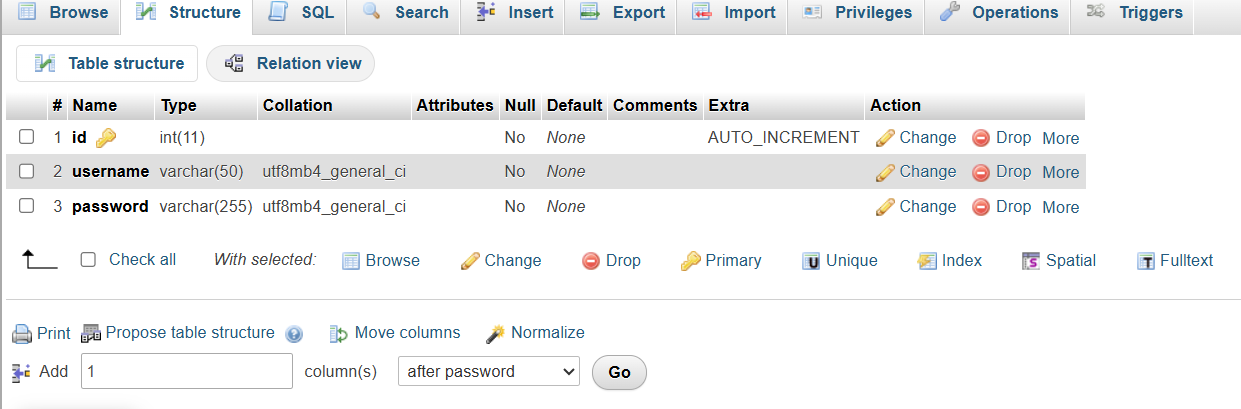 Browse Structure SQL Search Insert Export Import Privileges Operations Triggers
Table structure Relation view
# Name Type Collation Attributes Null Default Comments Extra Action
1 id int(11) No None AUTO_INCREMENT Change Drop More
2 username varchar(50) utf8mb4_general_ci No None Change Drop More
3 password varchar(255) utf8mb4_general_ci No None Change Drop More
Check all With selected: Browse Change Drop Primary U Unique Index S Spatial T Fulltext
Print Propose table structure ? Move columns Normalize
Add 1 column(s) after password Go